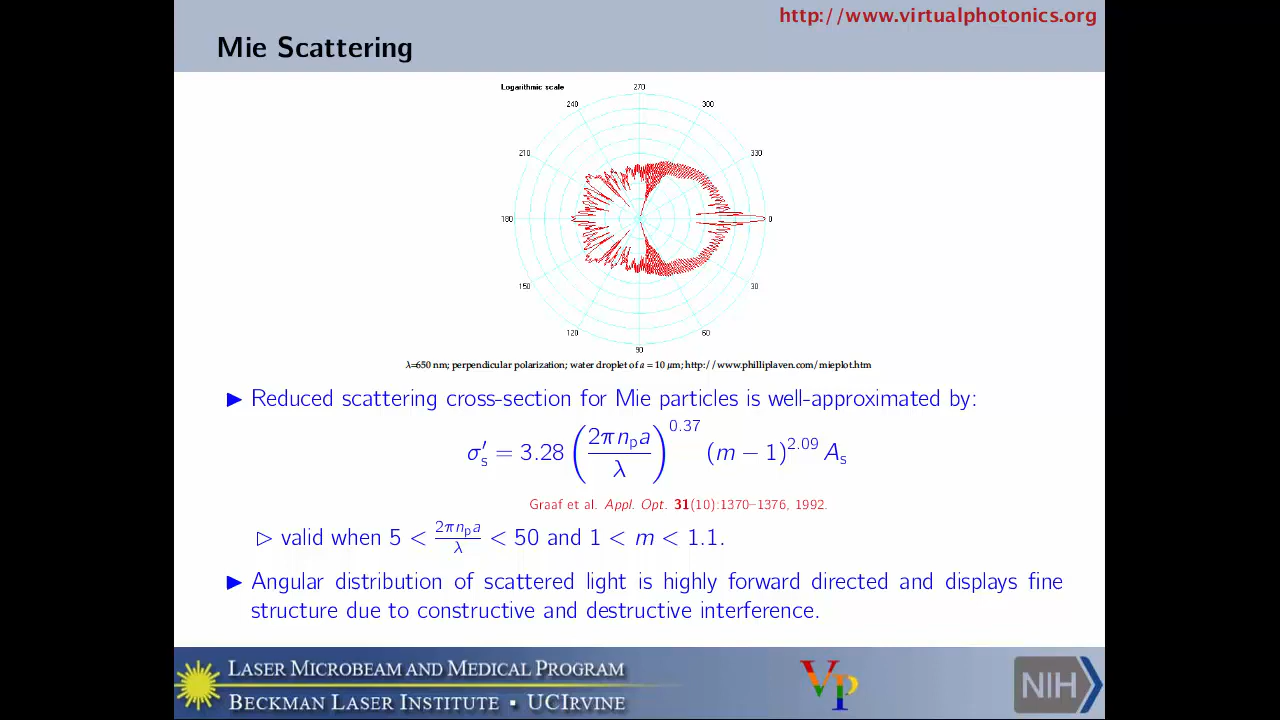 http://www.virtualphotonics.org
Mie Scattering
Logarithmic scale
270
240
300
210
330
180
0
150
30
120
60
90
λ=650 nm; perpendicular polarization; water droplet of a = 10 μm; http://www.philliplaven.com/mieplot.htm
▶ Reduced scattering cross-section for Mie particles is well-approximated by:
σ′s = 3.28 (2πnpa/λ)^0.37 (m − 1)^2.09 As
Graaf et al. Appl. Opt. 31(10):1370–1376, 1992.
▷ valid when 5 < 2πnpa/λ < 50 and 1 < m < 1.1.
▶ Angular distribution of scattered light is highly forward directed and displays fine
structure due to constructive and destructive interference.
LASER MICROBEAM AND MEDICAL PROGRAM
BECKMAN LASER INSTITUTE ▪ UCIRVINE
VP
NIH